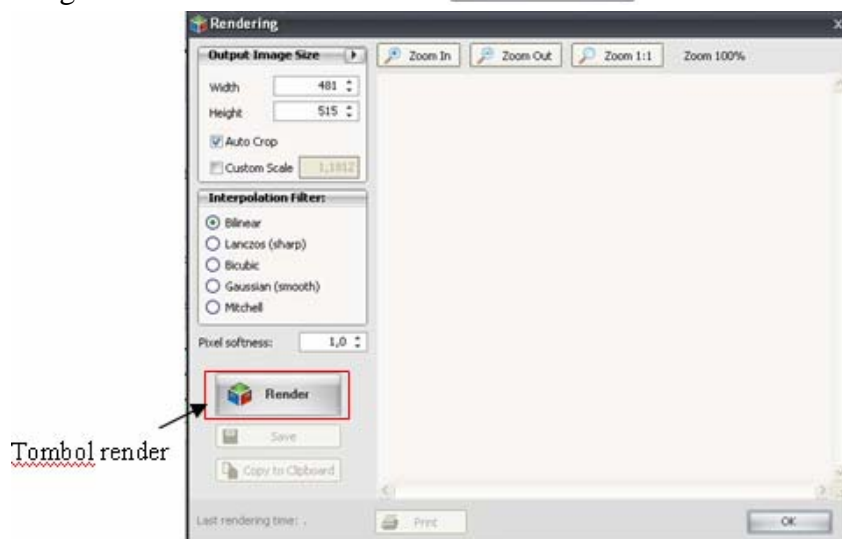 Rendering
x
Output Image Size
Zoom In
Zoom Out
Zoom 1:1
Zoom 100%
Width 481
Height 515
Auto Crop
Custom Scale
Interpolation Filter:
Bilinear
Lanczos (sharp)
Bicubic
Gaussian (smooth)
Mitchell
Pixel softness: 1,0
Render
Save
Tombol render
Copy to Clipboard
Last rendering time: .
Print
OK